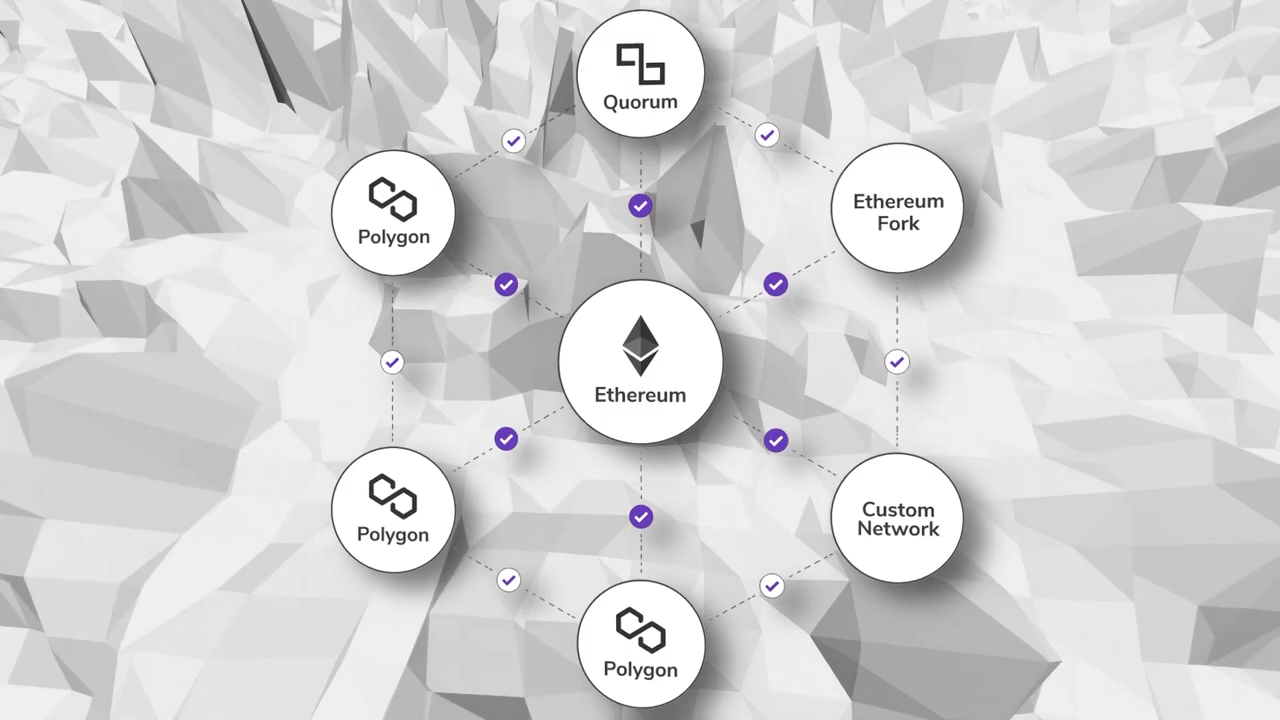 Quorum
Polygon
Ethereum
Fork
Ethereum
Polygon
Custom
Network
Polygon